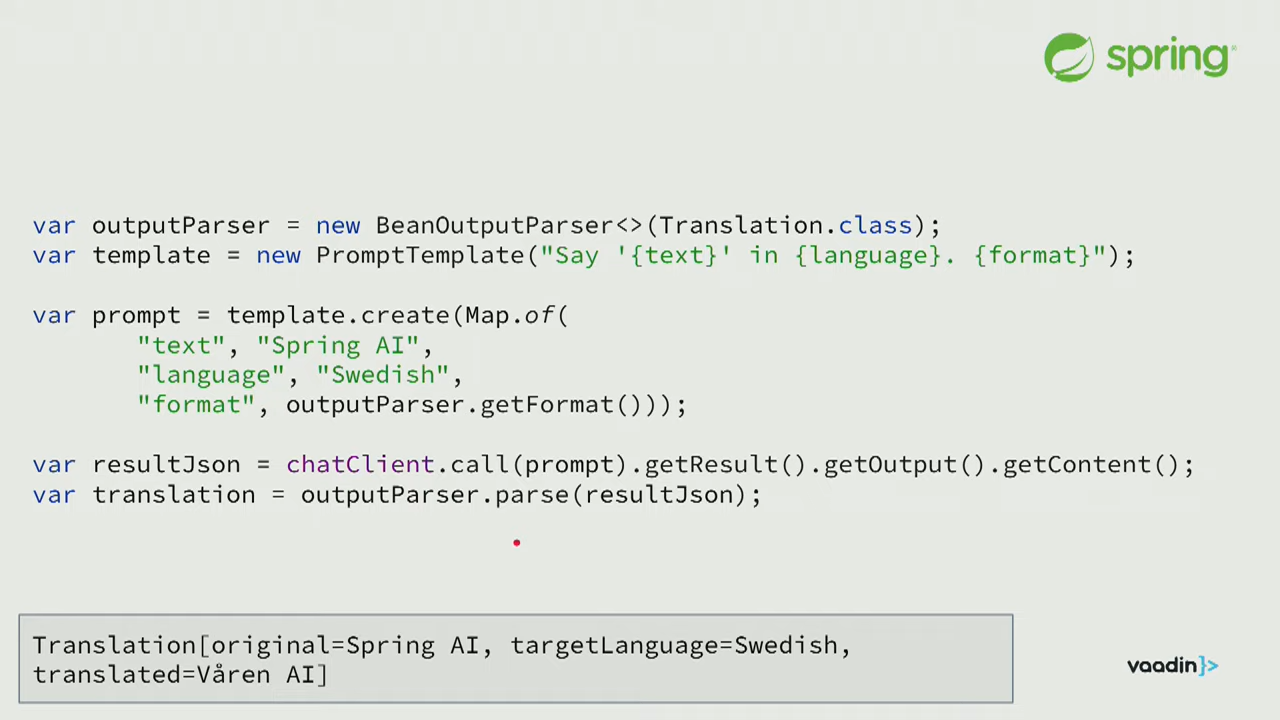 spring
var outputParser = new BeanOutputParser<>(Translation.class);
var template = new PromptTemplate("Say '{text}' in {language}. {format}");
var prompt = template.create(Map.of(
"text", "Spring AI",
"language", "Swedish",
"format", outputParser.getFormat()));
var resultJson = chatClient.call(prompt).getResult().getOutput().getContent();
var translation = outputParser.parse(resultJson);
Translation[original=Spring AI, targetLanguage=Swedish,
translated=Våren AI]
vaadin}>